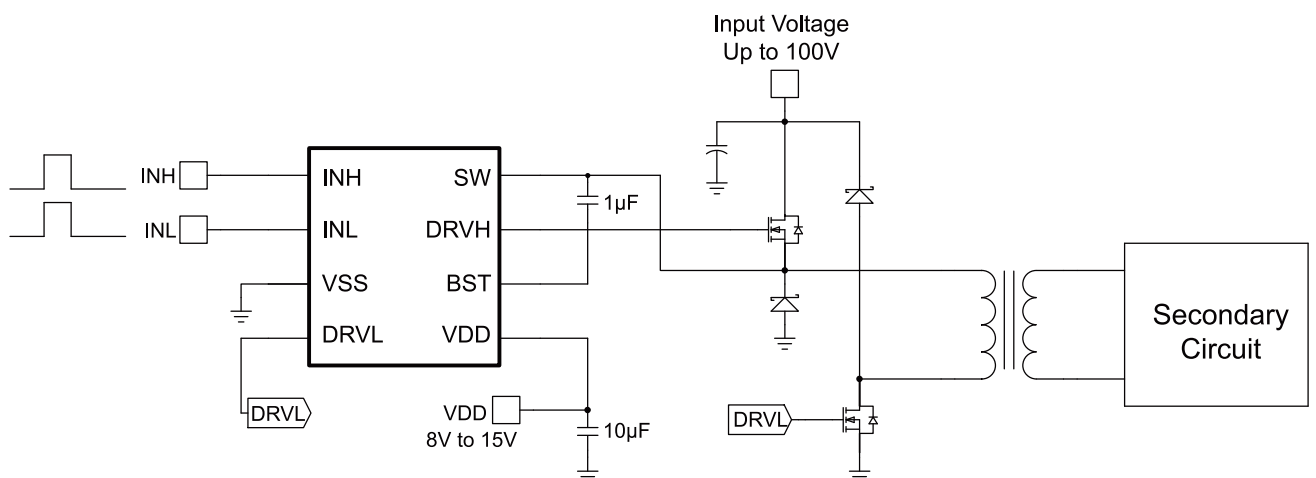 Input Voltage
Up to 100V
INH
INH
SW
1µF
INL
INL
DRVH
VSS
BST
DRVL
VDD
Secondary
Circuit
DRVL
VDD
8V to 15V
10µF
DRVL